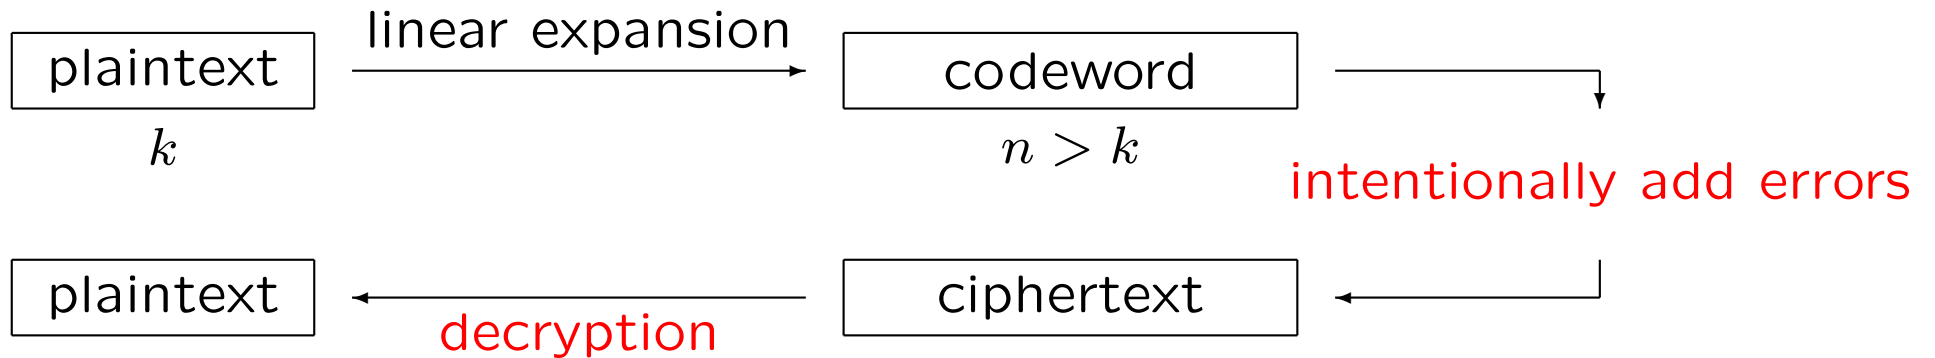 linear expansion
plaintext
codeword
k
n > k
intentionally add errors
plaintext
ciphertext
decryption